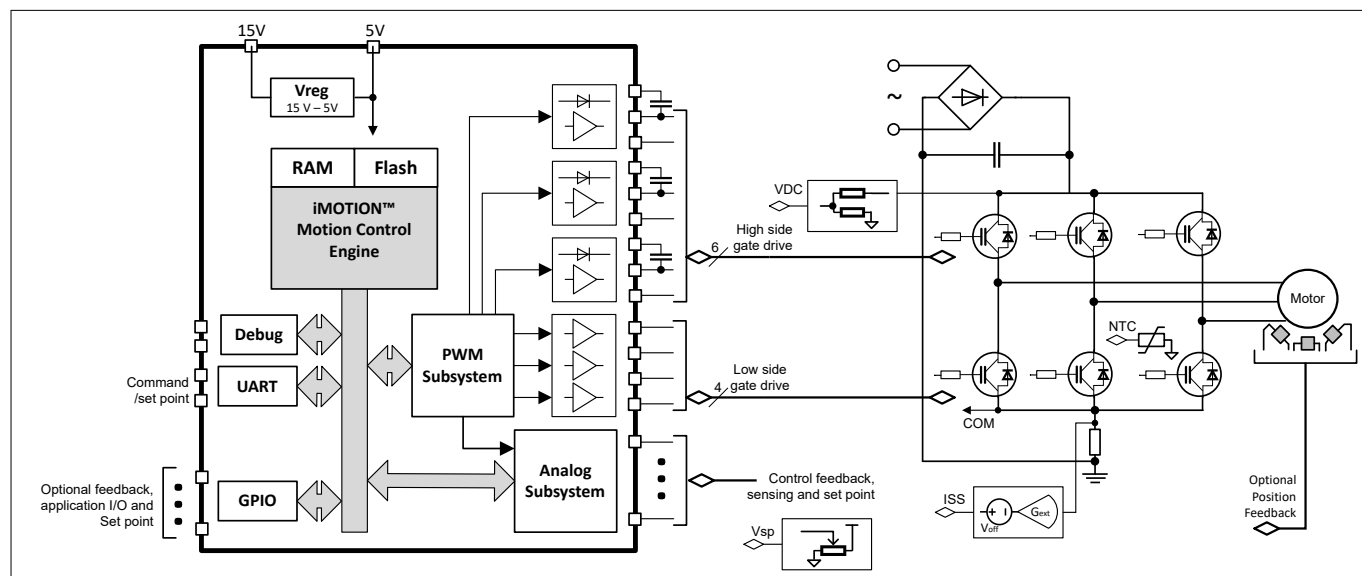 15V
5V
Vreg
15 V – 5V
RAM
Flash
iMOTION™
Motion Control
Engine
Debug
UART
Command
/set point
GPIO
Optional feedback,
application I/O and
Set point
PWM
Subsystem
Analog
Subsystem
High side
gate drive
6
Low side
gate drive
4
Control feedback,
sensing and set point
Vsp
~
VDC
NTC
Motor
COM
ISS
+
-
Voff
Gext
Optional
Position
Feedback